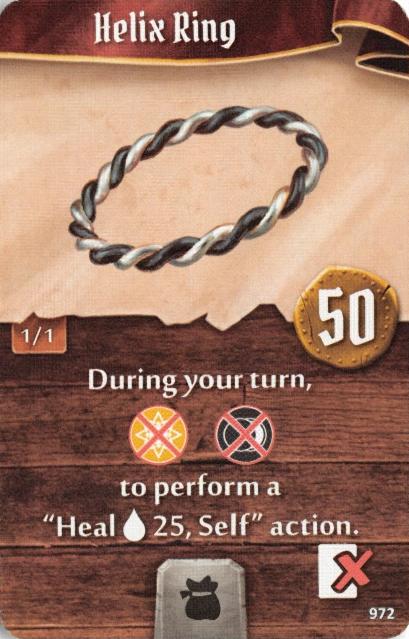 Helix Ring
50
1/1
During your turn,
to perform a
“Heal 25, Self” action.
972